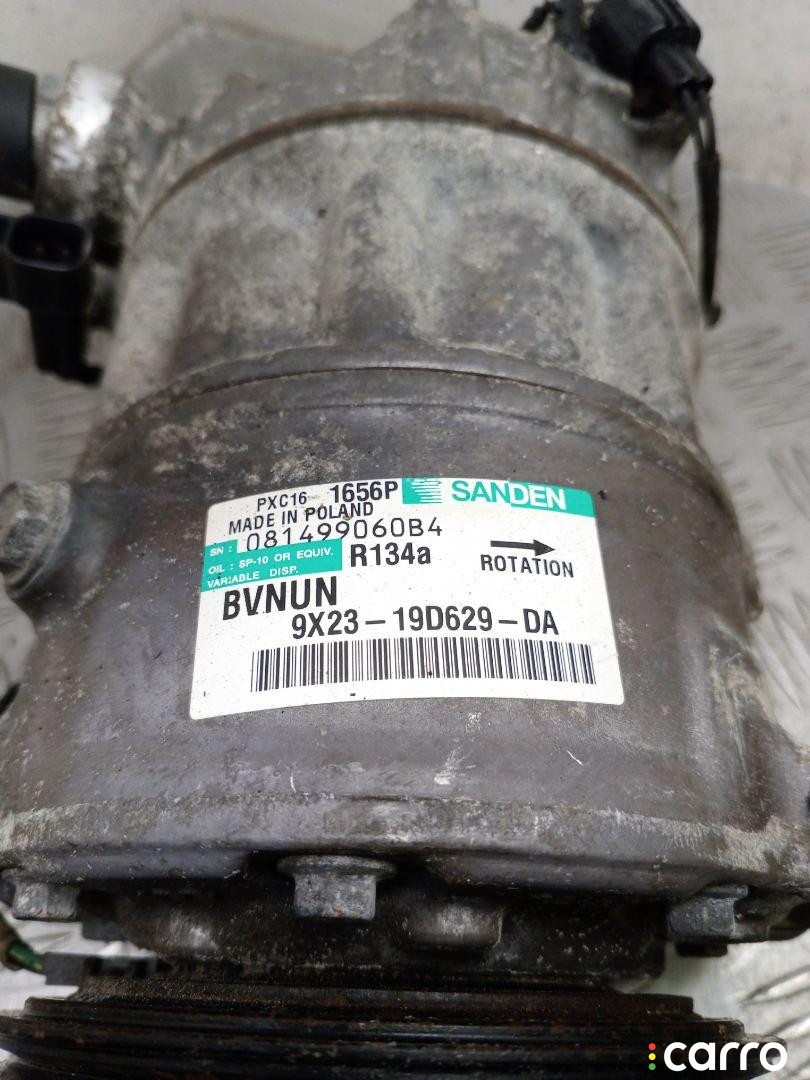 PXC16 1656P SANDEN
MADE IN POLAND
SN : 081499060B4
OIL : SP-10 OR EQUIV. R134a ROTATION
VARIABLE DISP.
BVNUN
9X23-19D629-DA
carro